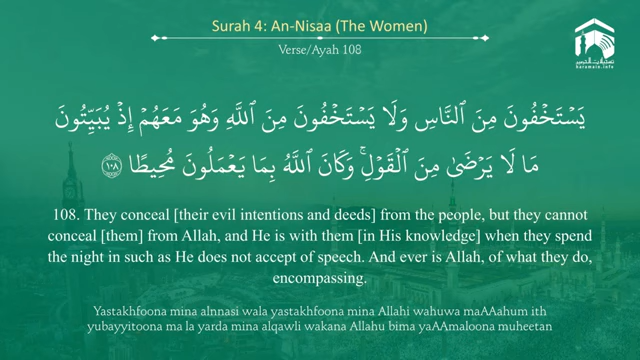 Surah 4: An-Nisaa (The Women)
Verse/Ayah 108
haramain.info
يَسْتَخْفُونَ مِنَ ٱلنَّاسِ وَلَا يَسْتَخْفُونَ مِنَ ٱللَّهِ وَهُوَ مَعَهُمْ إِذْ يُبَيِّتُونَ
مَا لَا يَرْضَىٰ مِنَ ٱلْقَوْلِ ۚ وَكَانَ ٱللَّهُ بِمَا يَعْمَلُونَ مُحِيطًا ١٠٨
108. They conceal [their evil intentions and deeds] from the people, but they cannot
conceal [them] from Allah, and He is with them [in His knowledge] when they spend
the night in such as He does not accept of speech. And ever is Allah, of what they do,
encompassing.
Yastakhfoona mina alnnasi wala yastakhfoona mina Allahi wahuwa maAAahum ith
yubayyitoona ma la yarda mina alqawli wakana Allahu bima yaAAmaloona muheetan